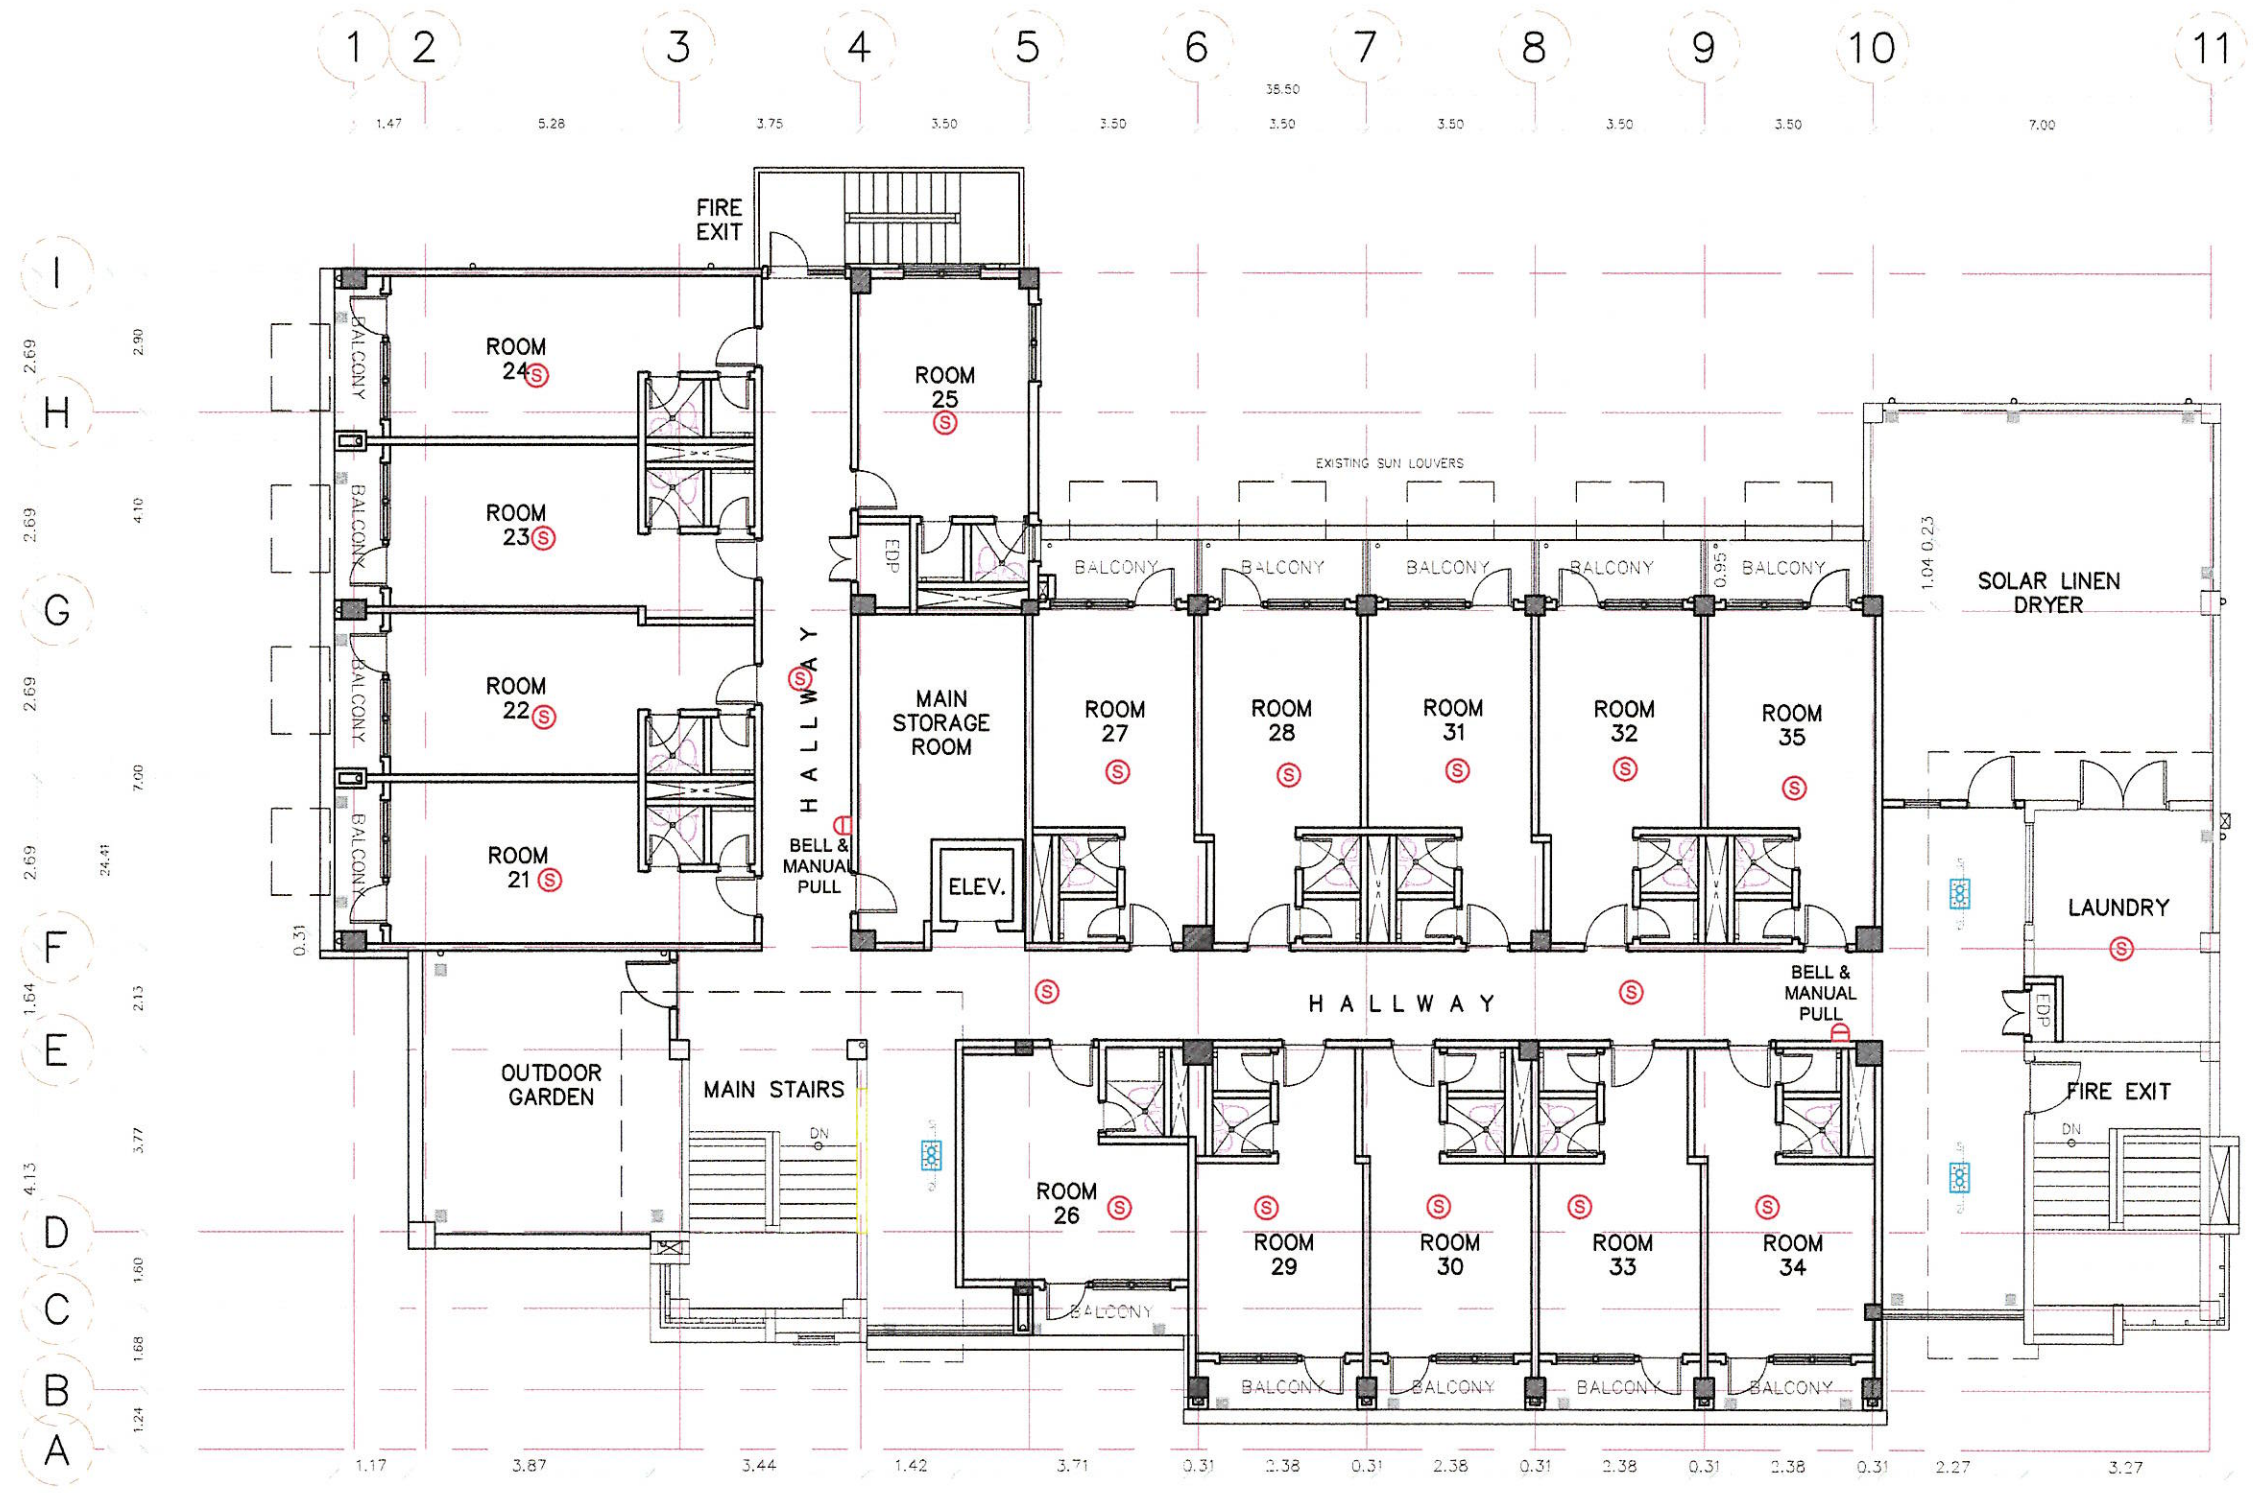 1 2 3 4 5 6 7 8 9 10 11
38.50
1.47 5.28 3.75 3.50 3.50 3.50 3.50 3.50 3.50 7.00
FIRE
EXIT
I
H
G
F
E
D
C
B
A
2.69
2.69
2.69
2.69
1.64
4.13
2.90
4.10
7.00
2.13
3.77
1.60
1.68
1.24
24.41
0.31
BALCONY
BALCONY
BALCONY
BALCONY
ROOM
24 S
ROOM
23 S
ROOM
22 S
ROOM
21 S
ROOM
25
S
EDP
HALLWAY
S
BELL &
MANUAL
PULL
MAIN
STORAGE
ROOM
ELEV.
EXISTING SUN LOUVERS
BALCONY BALCONY BALCONY BALCONY BALCONY
0.95
1.04 0.23
SOLAR LINEN
DRYER
ROOM
27
S
ROOM
28
S
ROOM
31
S
ROOM
32
S
ROOM
35
S
LAUNDRY
S
EDP
S HALLWAY S
BELL &
MANUAL
PULL
OUTDOOR
GARDEN
MAIN STAIRS
DN
FIRE EXIT
DN
ROOM
26 S
BALCONY
S
ROOM
29
S
ROOM
30
S
ROOM
33
S
ROOM
34
BALCONY BALCONY BALCONY BALCONY
1.17 3.87 3.44 1.42 3.71 0.31 2.38 0.31 2.38 0.31 2.38 0.31 2.38 0.31 2.27 3.27